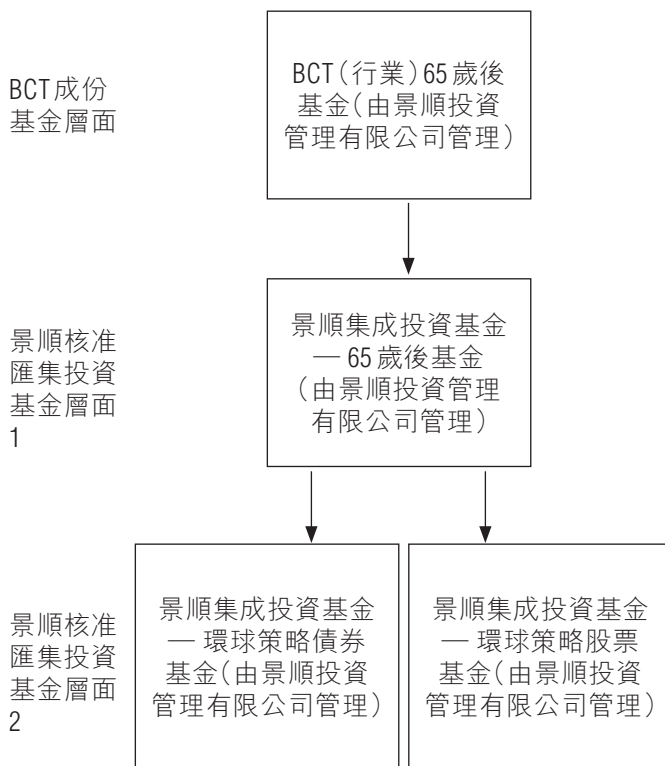 BCT成份
基金層面
BCT（行業）65歲後
基金（由景順投資
管理有限公司管理）
景順核准
匯集投資
基金層面
1
景順集成投資基金
— 65歲後基金
（由景順投資管理
有限公司管理）
景順核准
匯集投資
基金層面
2
景順集成投資基金
— 環球策略債券
基金（由景順投資
管理有限公司管理）
景順集成投資基金
— 環球策略股票
基金（由景順投資
管理有限公司管理）